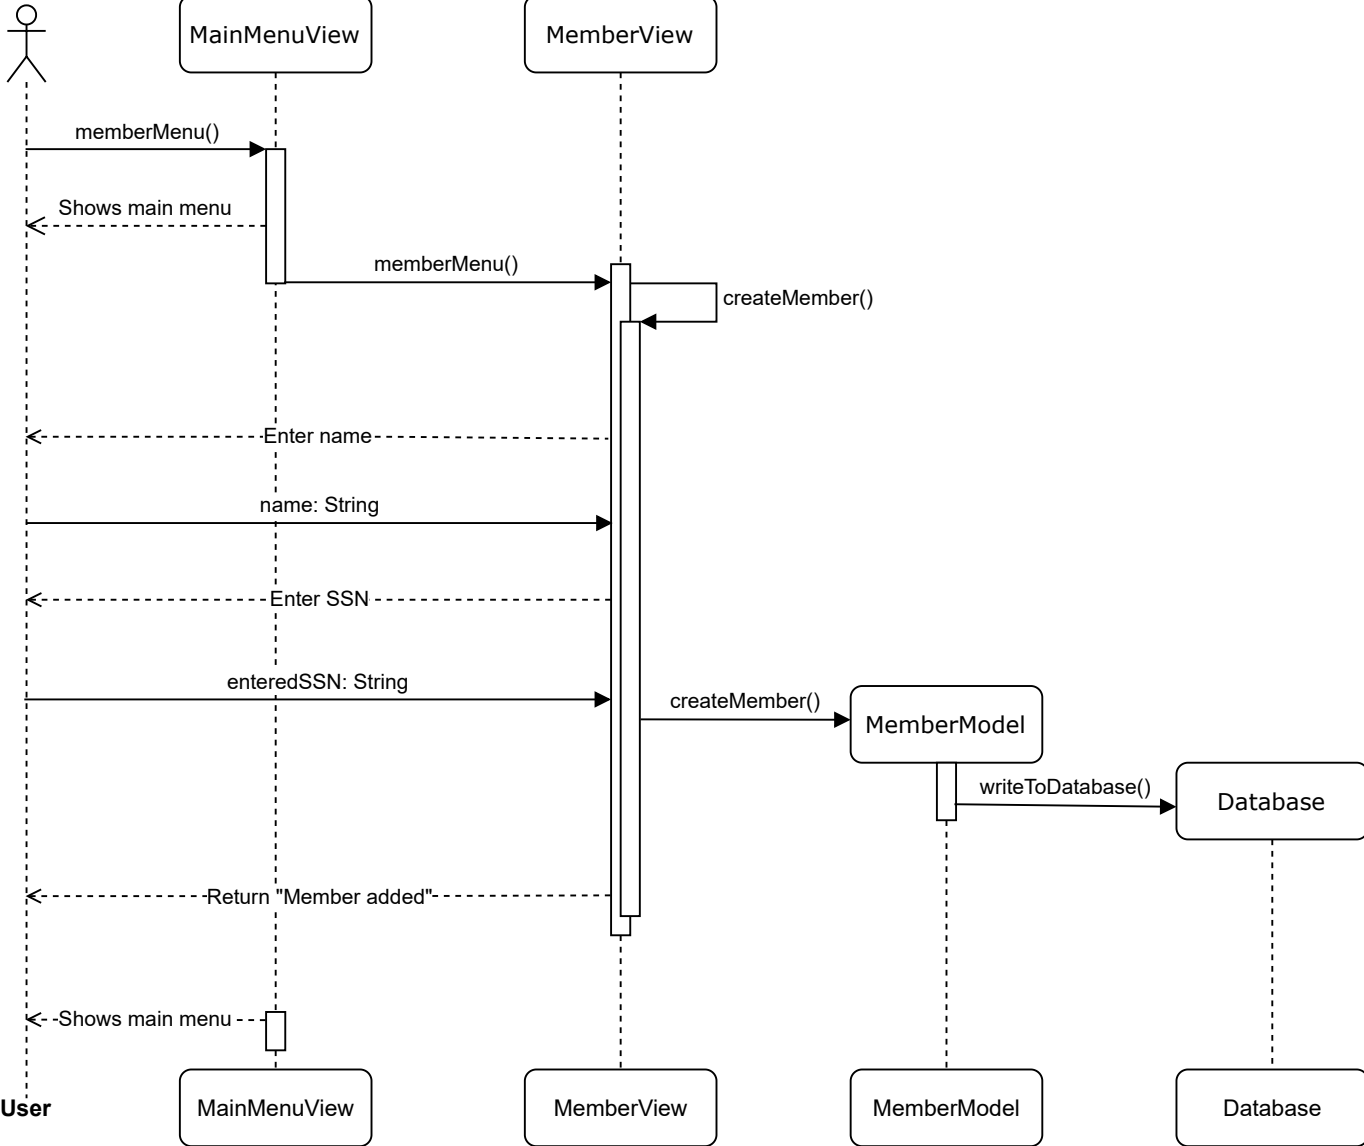 MainMenuView
MemberView
memberMenu()
Shows main menu
memberMenu()
createMember()
Enter name
name: String
Enter SSN
enteredSSN: String
createMember()
MemberModel
writeToDatabase()
Database
Return "Member added"
Shows main menu
User
MainMenuView
MemberView
MemberModel
Database